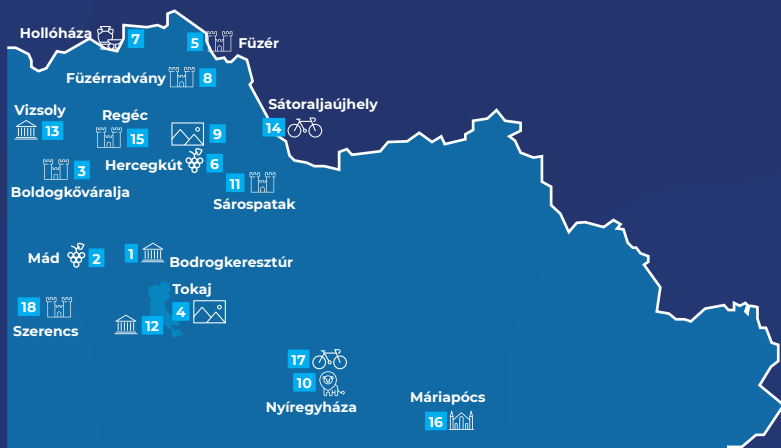 Hollóháza 7
5 Füzér
Füzérradvány 8
Vizsoly
13
Regéc
15
9
Sátoraljaújhely
14
3
Boldogkőváralja
Hercegkút 6
11
Sárospatak
Mád 2
1 Bodrogkeresztúr
Tokaj
4
18
Szerencs
12
17
10
Nyíregyháza
Máriapócs
16